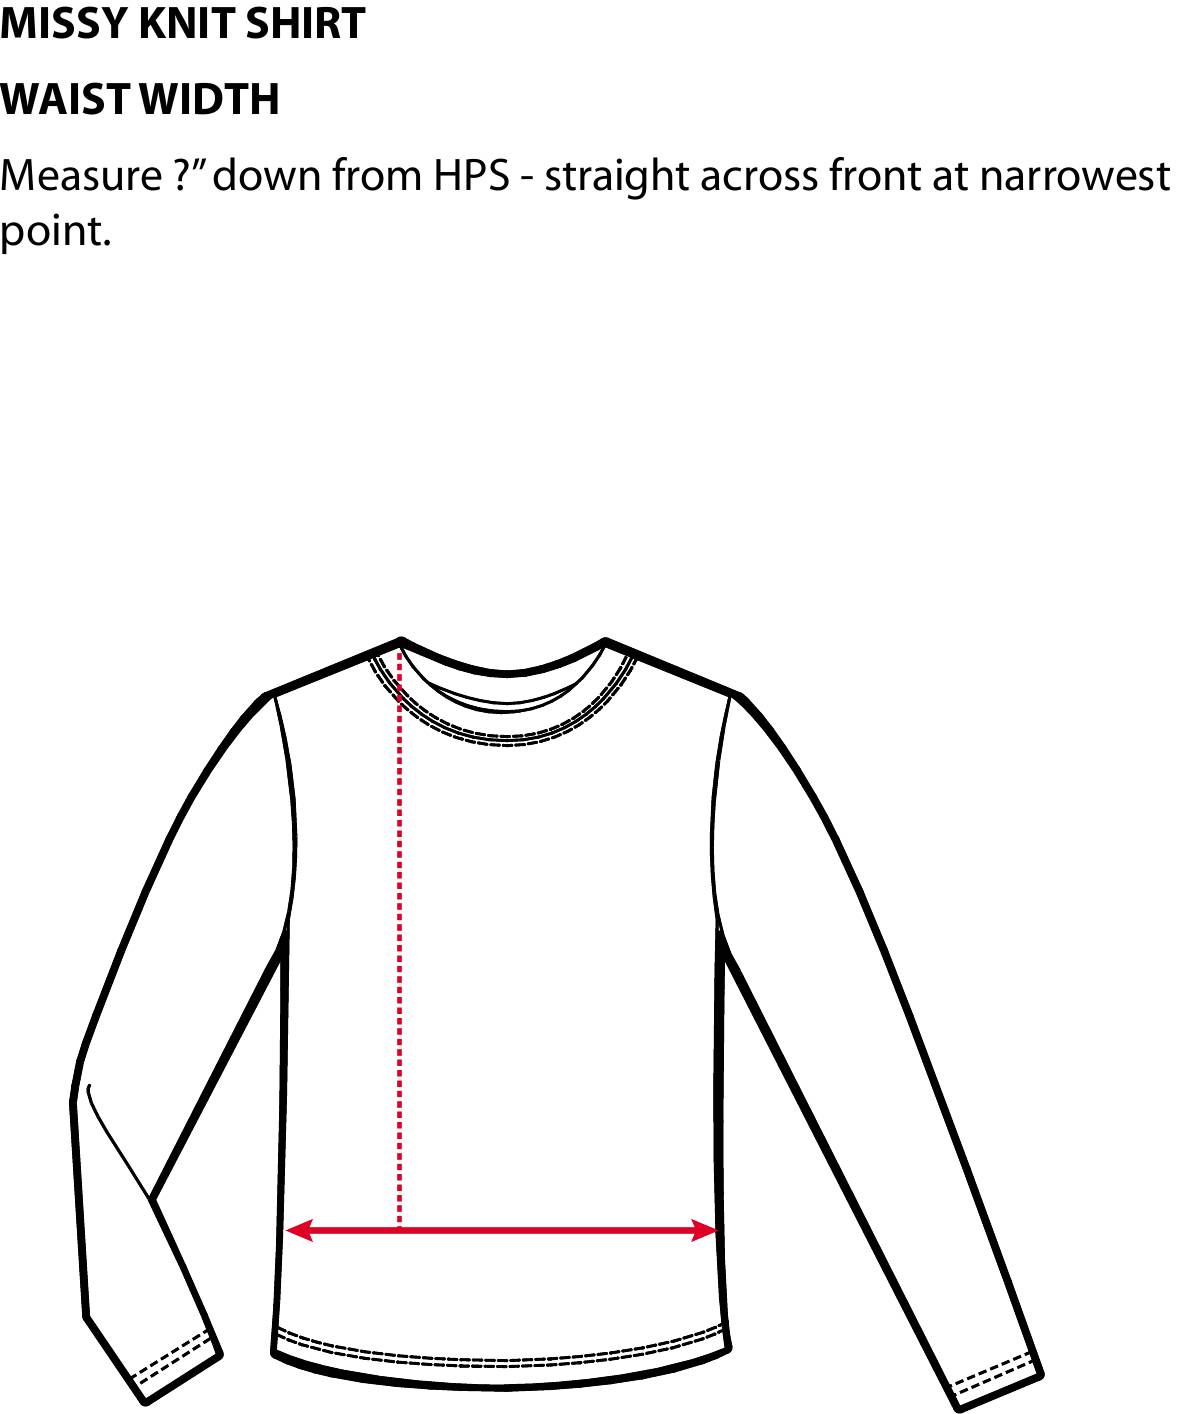 MISSY KNIT SHIRT
WAIST WIDTH
Measure ?” down from HPS - straight across front at narrowest
point.